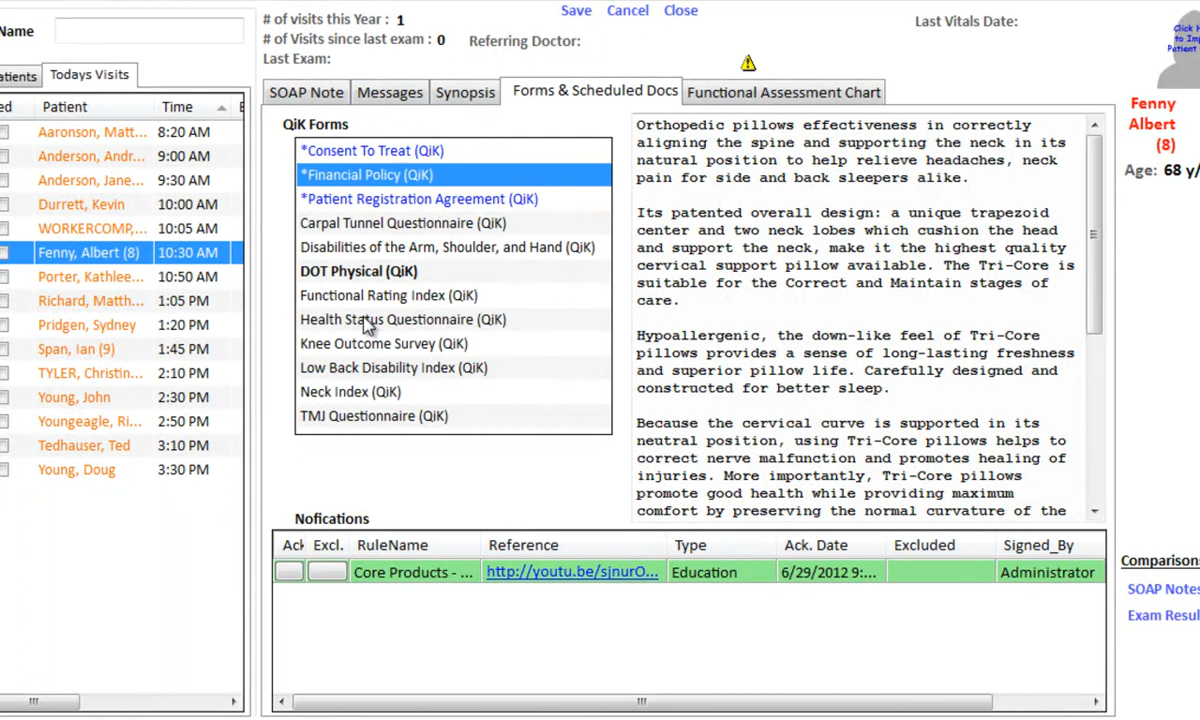 Name
# of visits this Year : 1
Save Cancel Close
Last Vitals Date:
# of Visits since last exam: 0
Referring Doctor:
Last Exam:
Click H
to Imp
Patient
atients
Todays Visits
SOAP Note
Messages
Synopsis
Forms & Scheduled Docs
Functional Assessment Chart
Fenny
Albert
(8)
Age: 68 y/
ed Patient Time E
Aaronson, Matt... 8:20 AM
Anderson, Andr... 9:00 AM
Anderson, Jane... 9:30 AM
Durrett, Kevin 10:00 AM
WORKERCOMP,... 10:05 AM
Fenny, Albert (8) 10:30 AM
Porter, Kathlee... 10:50 AM
Richard, Matth... 1:05 PM
Pridgen, Sydney 1:20 PM
Span, Ian (9) 1:45 PM
TYLER, Christin... 2:10 PM
Young, John 2:30 PM
Youngeagle, Ri... 2:50 PM
Tedhauser, Ted 3:10 PM
Young, Doug 3:30 PM
QiK Forms
*Consent To Treat (QiK)
*Financial Policy (QiK)
*Patient Registration Agreement (QiK)
Carpal Tunnel Questionnaire (QiK)
Disabilities of the Arm, Shoulder, and Hand (QiK)
DOT Physical (QiK)
Functional Rating Index (QiK)
Health Status Questionnaire (QiK)
Knee Outcome Survey (QiK)
Low Back Disability Index (QiK)
Neck Index (QiK)
TMJ Questionnaire (QiK)
Orthopedic pillows effectiveness in correctly
aligning the spine and supporting the neck in its
natural position to help relieve headaches, neck
pain for side and back sleepers alike.
Its patented overall design: a unique trapezoid
center and two neck lobes which cushion the head
and support the neck, make it the highest quality
cervical support pillow available. The Tri-Core is
suitable for the Correct and Maintain stages of
care.
Hypoallergenic, the down-like feel of Tri-Core
pillows provides a sense of long-lasting freshness
and superior pillow life. Carefully designed and
constructed for better sleep.
Because the cervical curve is supported in its
neutral position, using Tri-Core pillows helps to
correct nerve malfunction and promotes healing of
injuries. More importantly, Tri-Core pillows
promote good health while providing maximum
comfort by preserving the normal curvature of the
Nofications
Ack Excl. RuleName Reference Type Ack. Date Excluded Signed_By
Core Products - ... http://youtu.be/sjnurO... Education 6/29/2012 9:... Administrator
Comparison
SOAP Notes
Exam Resul